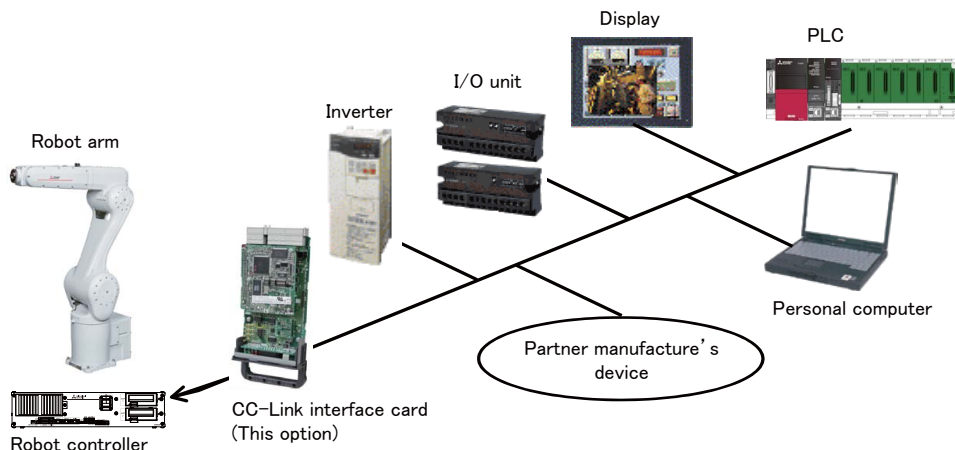 Display
PLC
I/O unit
Inverter
Robot arm
Personal computer
Partner manufacture's
device
CC-Link interface card
(This option)
Robot controller